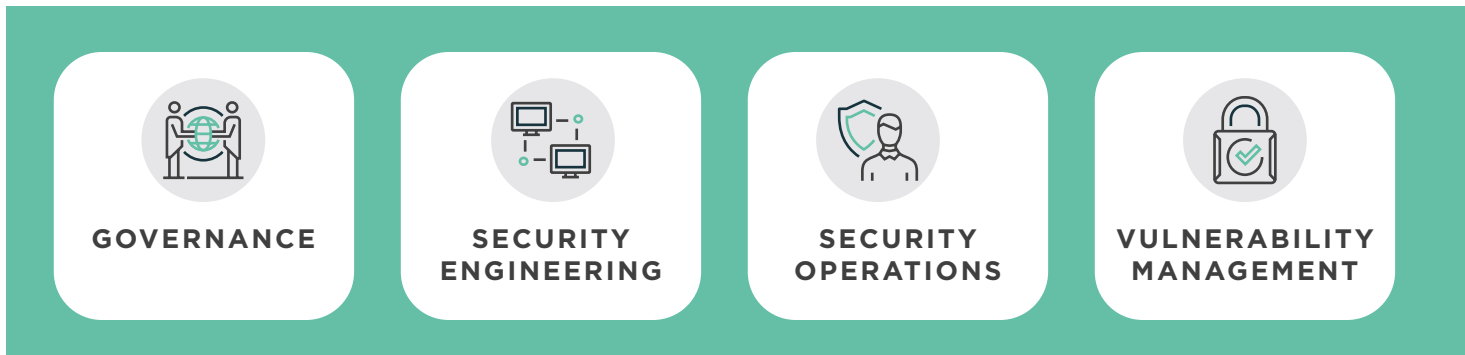 GOVERNANCE
SECURITY
ENGINEERING
SECURITY
OPERATIONS
VULNERABILITY
MANAGEMENT